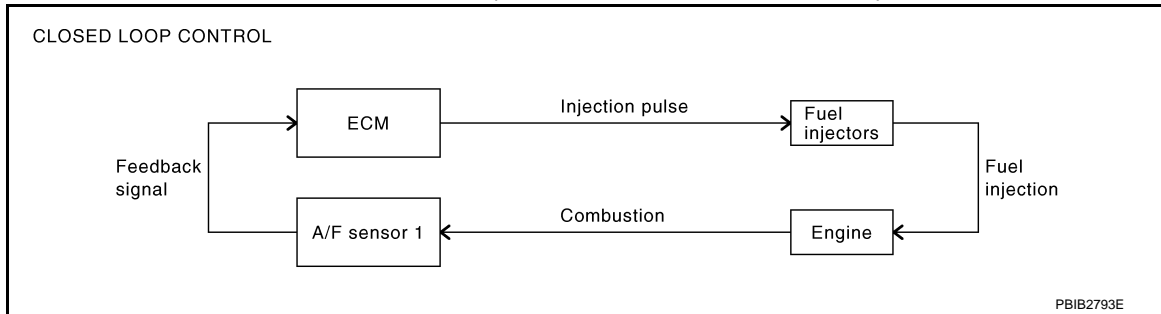 CLOSED LOOP CONTROL
ECM
Injection pulse
Fuel
injectors
Feedback
signal
Fuel
injection
A/F sensor 1
Combustion
Engine
PBIB2793E